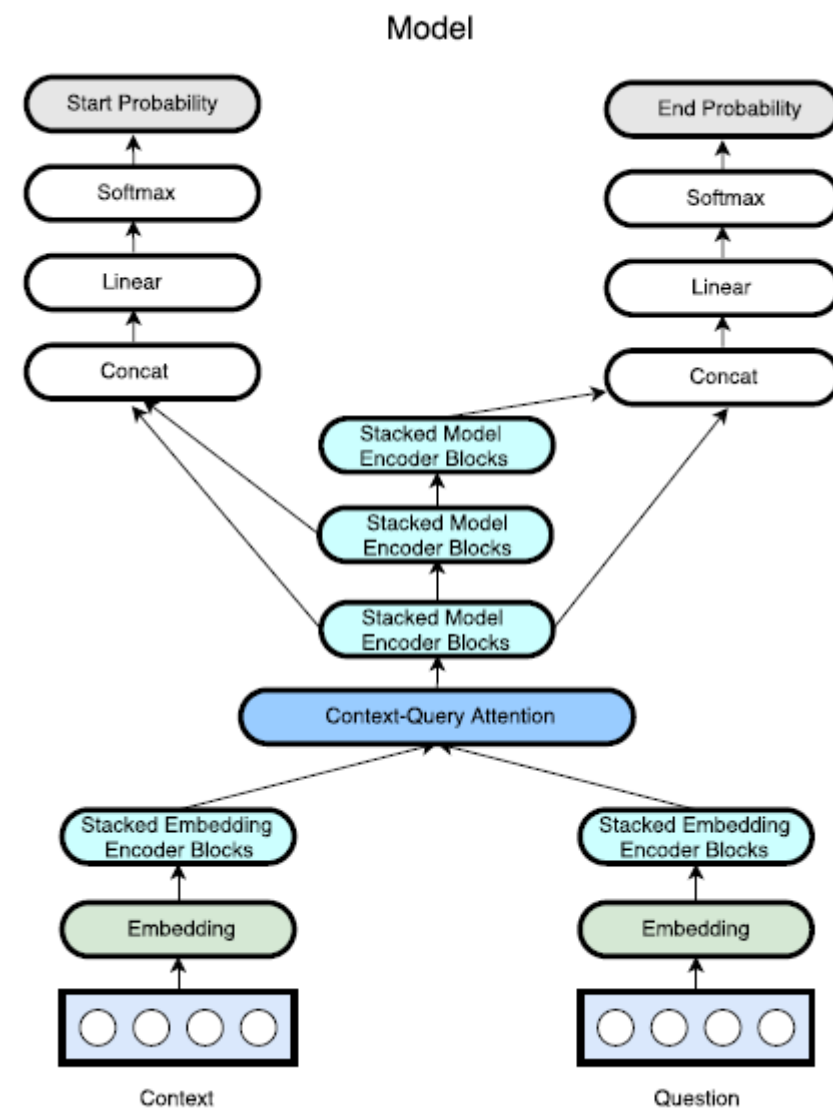 Model
Start Probability
End Probability
Softmax
Softmax
Linear
Linear
Concat
Concat
Stacked Model
Encoder Blocks
Stacked Model
Encoder Blocks
Stacked Model
Encoder Blocks
Context-Query Attention
Stacked Embedding
Encoder Blocks
Stacked Embedding
Encoder Blocks
Embedding
Embedding
Context
Question